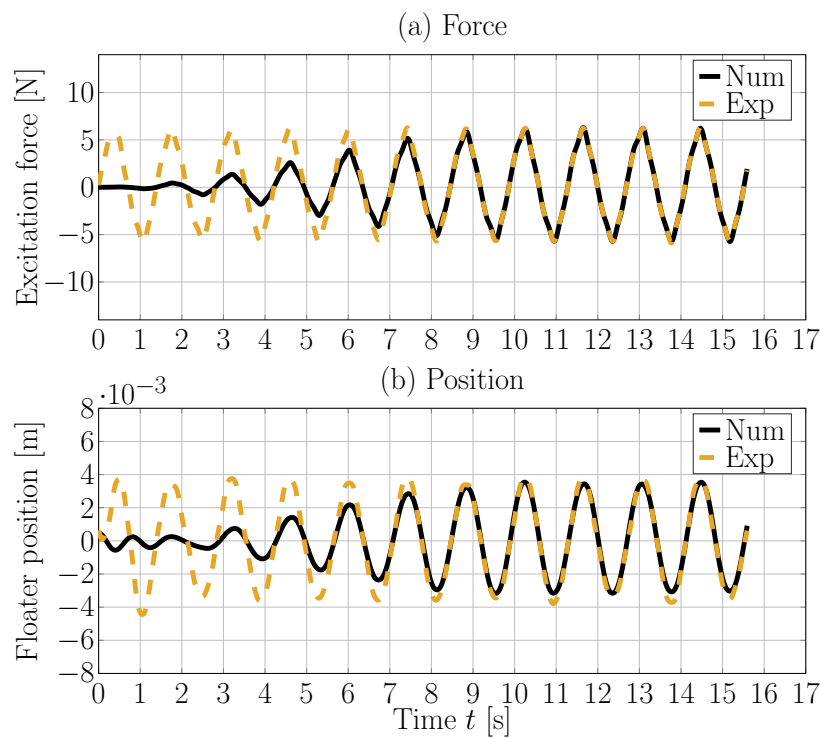 (a) Force
Excitation force [N]
10
5
0
−5
−10
Num
Exp
0 1 2 3 4 5 6 7 8 9 10 11 12 13 14 15 16 17
(b) Position
·10−3
Floater position [m]
8
6
4
2
0
−2
−4
−6
−8
Num
Exp
0 1 2 3 4 5 6 7 8 9 10 11 12 13 14 15 16 17
Time t [s]